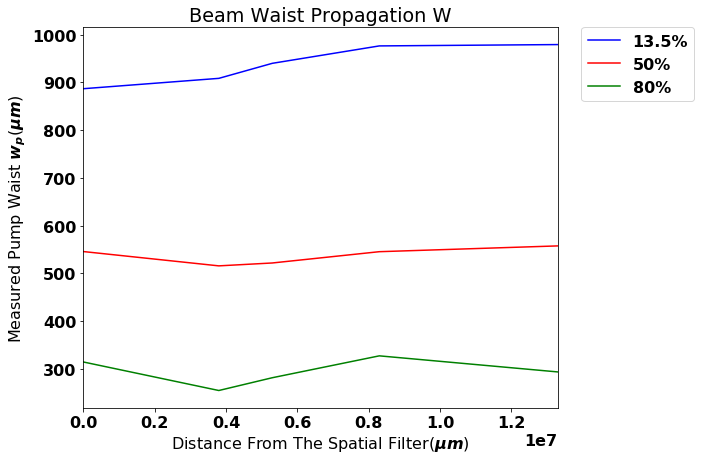 Beam Waist Propagation W
13.5%
50%
80%
Measured Pump Waist w_p(μm)
1000
900
800
700
600
500
400
300
0.0 0.2 0.4 0.6 0.8 1.0 1.2
1e7
Distance From The Spatial Filter(μm)